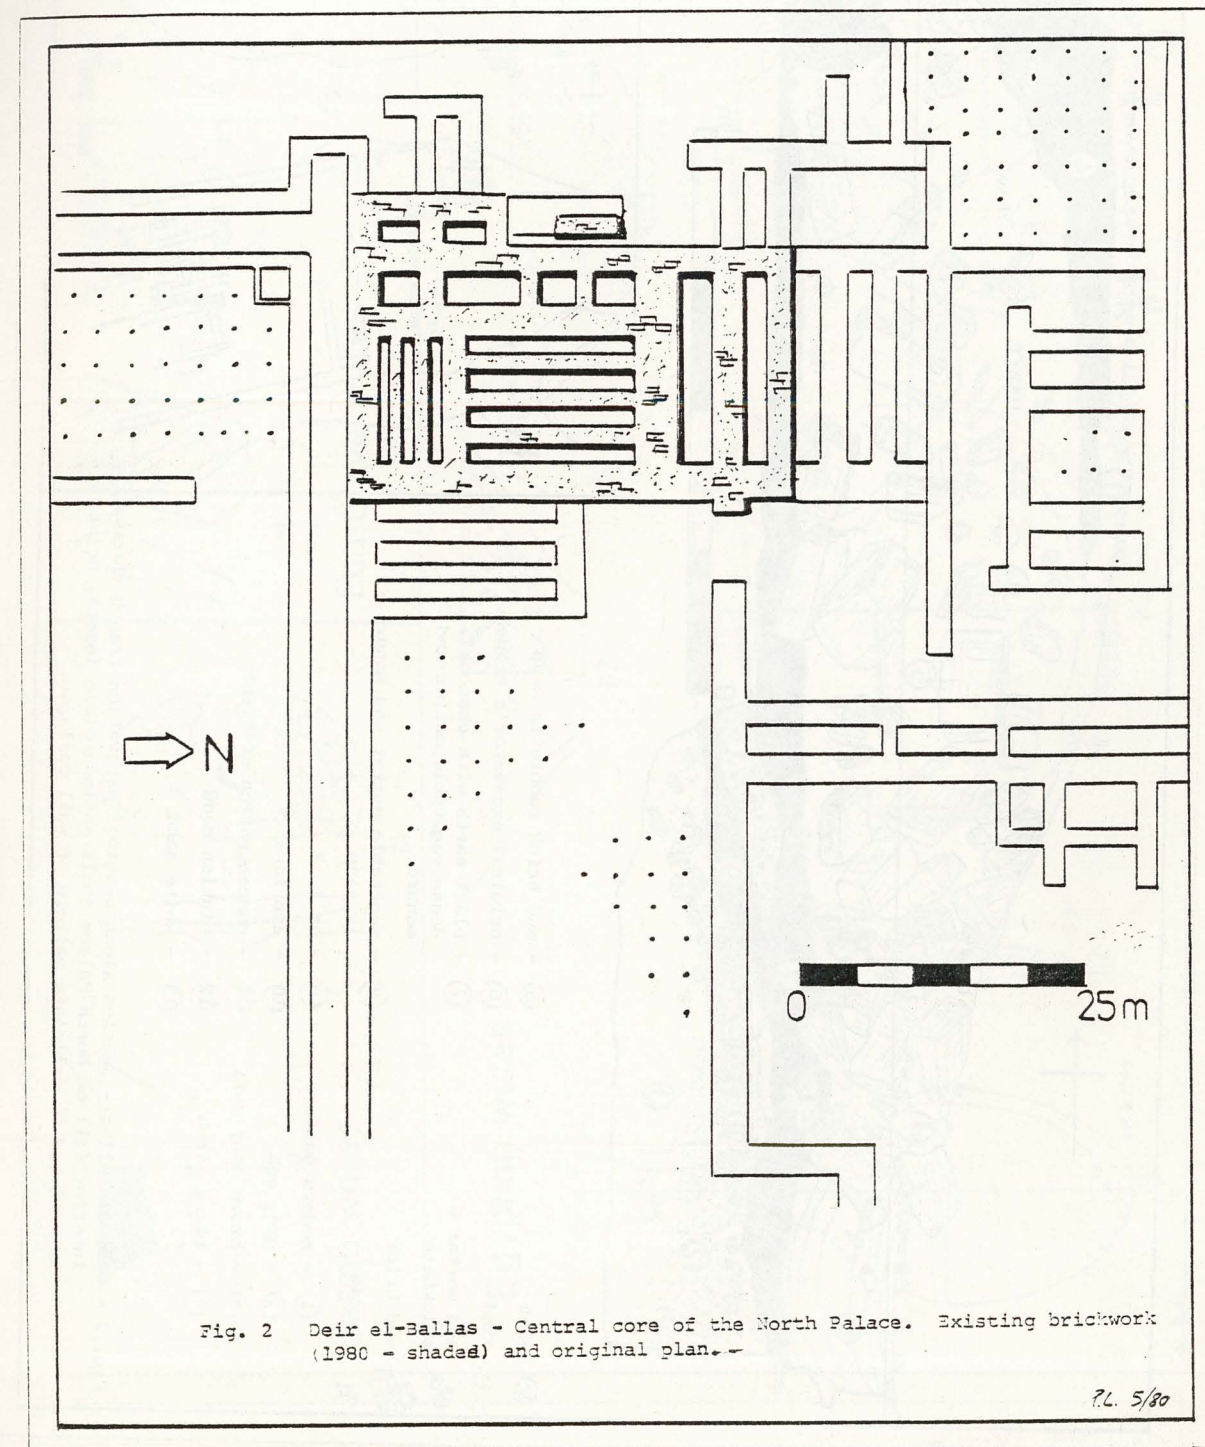 N
0 25m
Fig. 2 Deir el-Ballas - Central core of the North Palace. Existing brickwork
(1980 - shaded) and original plan.-
P.L. 5/80